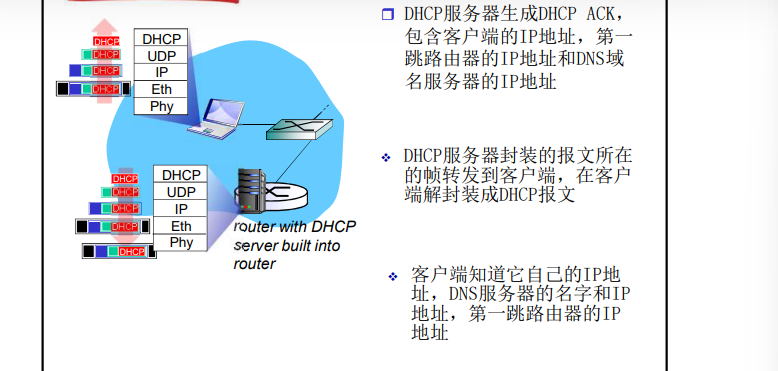 DHCP
DHCP
DHCP
DHCP
DHCP
UDP
IP
Eth
Phy
DHCP
DHCP
DHCP
DHCP
DHCP
DHCP
UDP
IP
Eth
Phy
router with DHCP
server built into
router
DHCP服务器生成DHCP ACK,
包含客户端的IP地址，第一
跳路由器的IP地址和DNS域
名服务器的IP地址
DHCP服务器封装的报文所在
的帧转发到客户端，在客户
端解封装成DHCP报文
客户端知道它自己的IP地
址，DNS服务器的名字和IP
地址，第一跳路由器的IP
地址